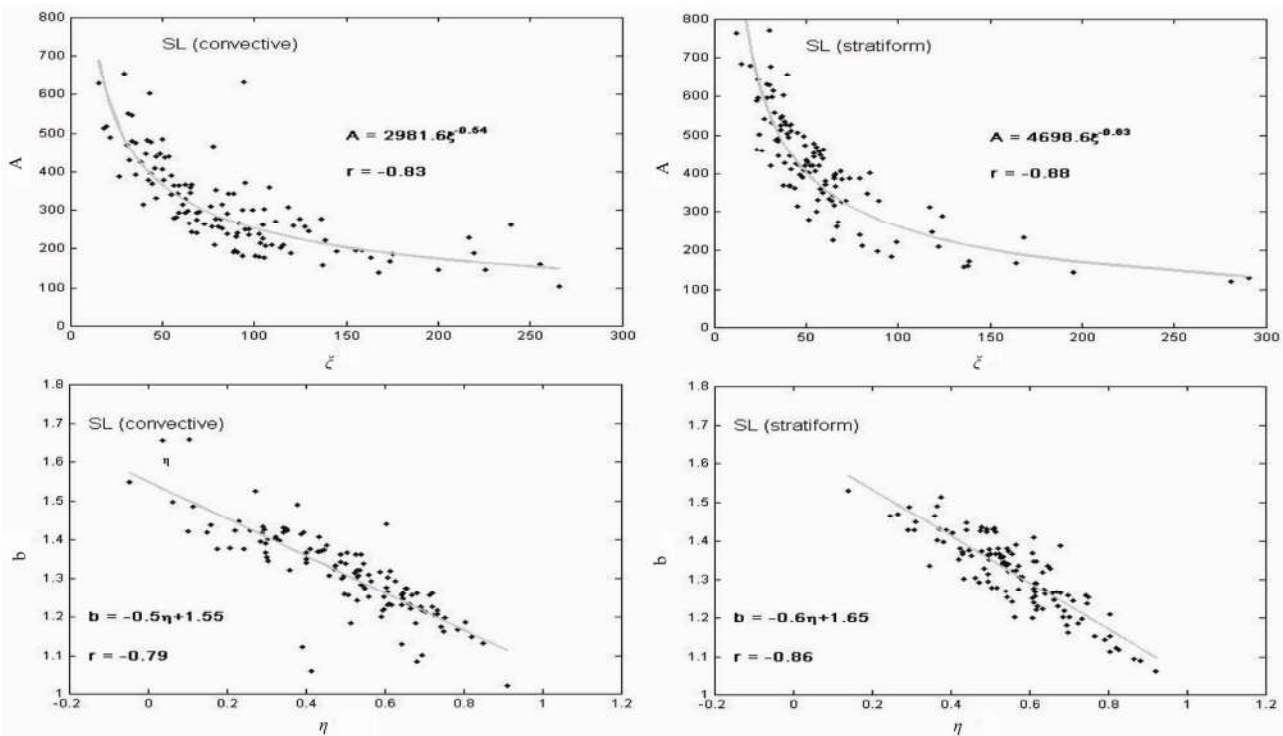 800
700
600
500
400
300
200
100
0
A
SL (convective)
A = 2981.6ξ^-0.54
r = -0.83
0 50 100 150 200 250 300
ξ
800
700
600
500
400
300
200
100
0
A
SL (stratiform)
A = 4698.6ξ^-0.63
r = -0.88
0 50 100 150 200 250 300
ξ
1.8
1.7
1.6
1.5
1.4
1.3
1.2
1.1
1
b
SL (convective)
η
b = -0.5η+1.55
r = -0.79
-0.2 0 0.2 0.4 0.6 0.8 1 1.2
η
1.8
1.7
1.6
1.5
1.4
1.3
1.2
1.1
1
b
SL (stratiform)
b = -0.6η+1.65
r = -0.86
-0.2 0 0.2 0.4 0.6 0.8 1 1.2
η